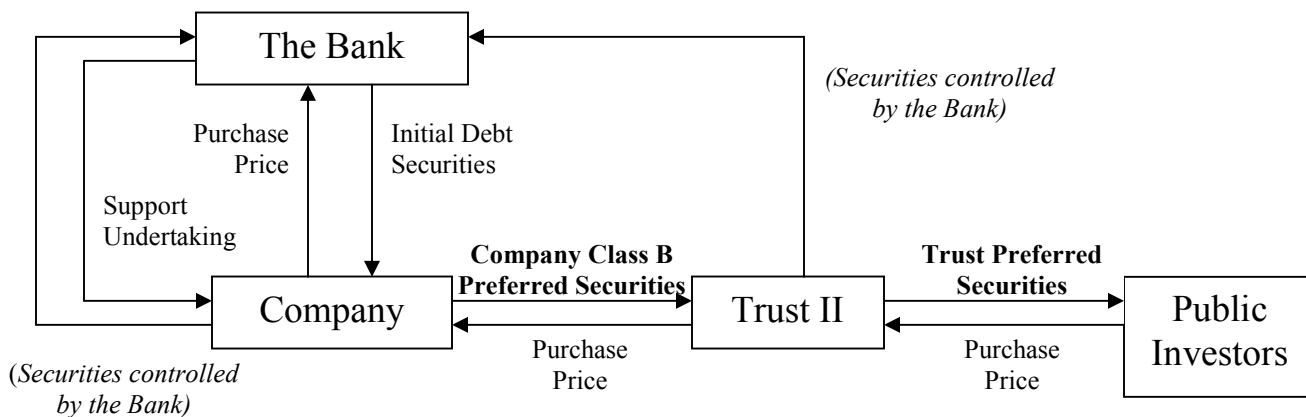 The Bank
(Securities controlled
by the Bank)
Purchase
Price
Initial Debt
Securities
Support
Undertaking
Company Class B
Preferred Securities
Trust Preferred
Securities
Company
Trust II
Public
Investors
Purchase
Price
Purchase
Price
(Securities controlled
by the Bank)